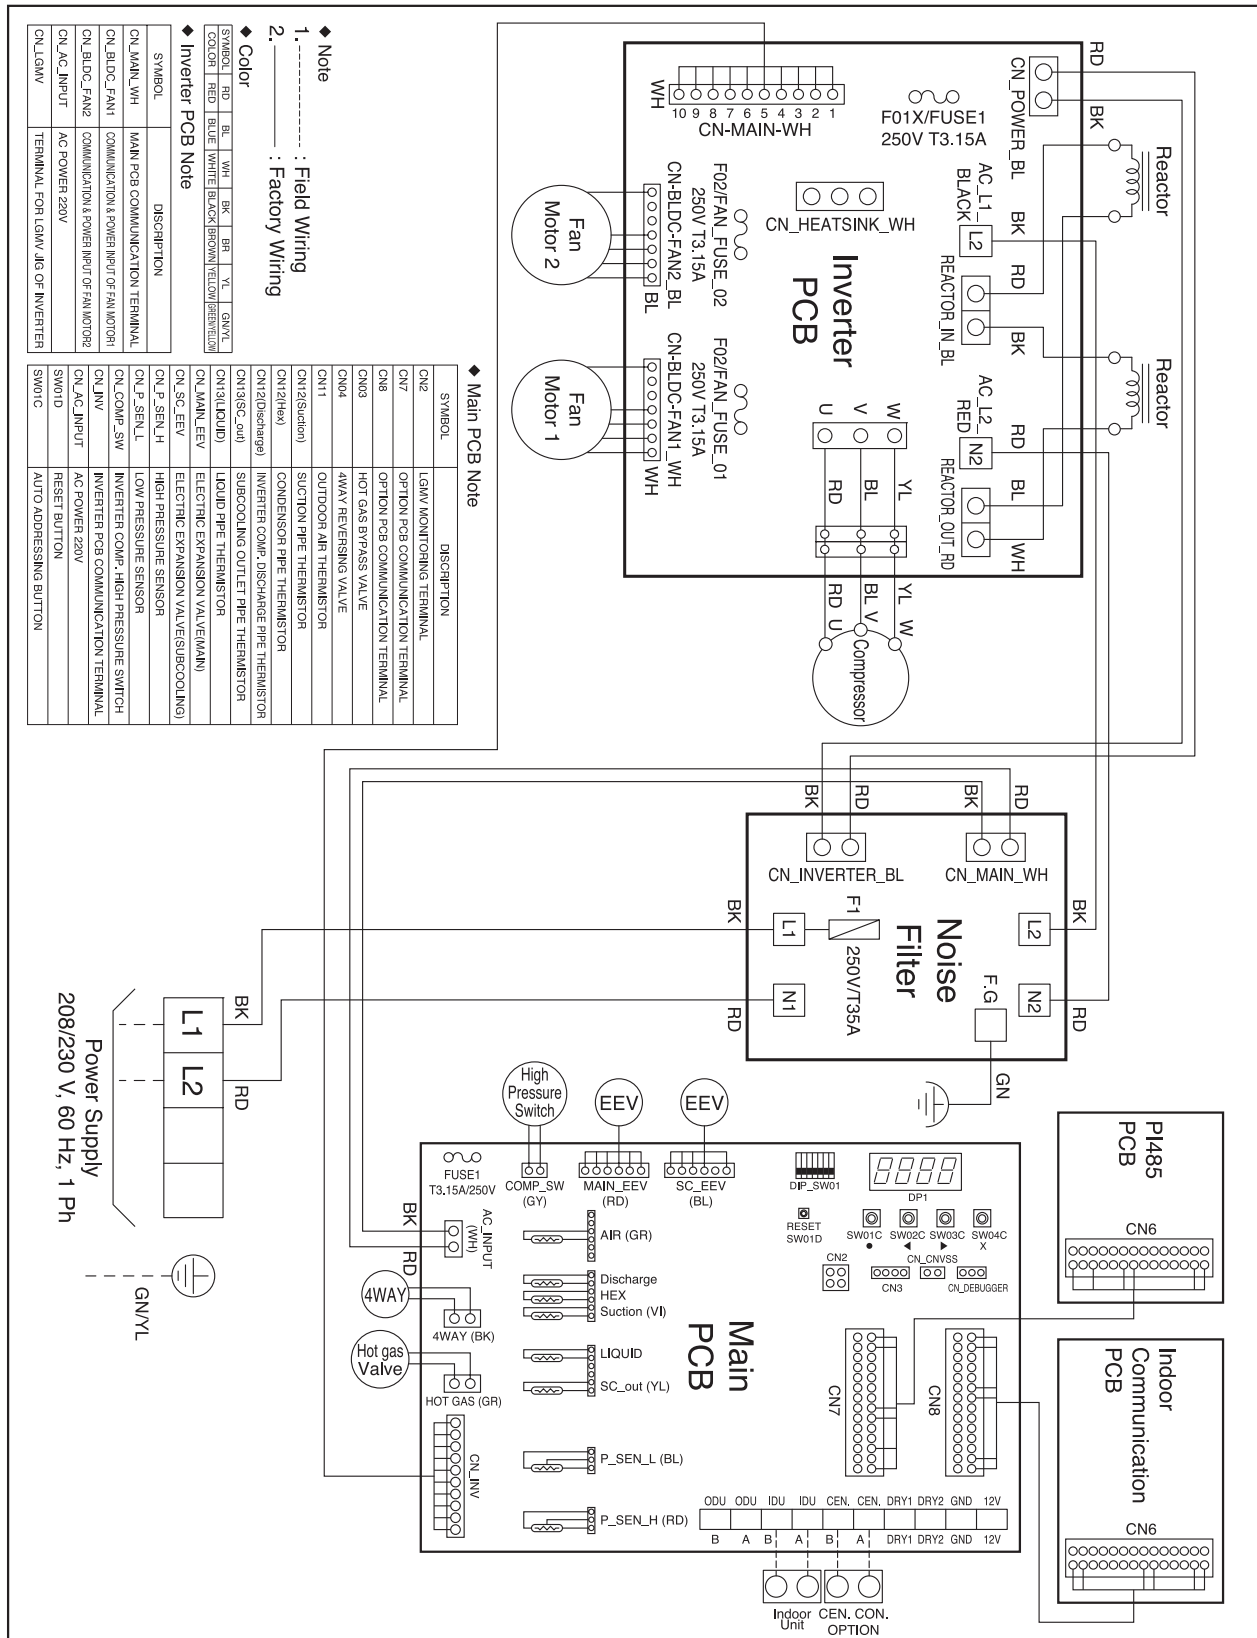 RD
CN_POWER_BL
BK
Reactor
F01X/FUSE1
250V T3.15A
WH
10 9 8 7 6 5 4 3 2 1
CN-MAIN-WH
AC_L1_
BLACK
L2
BK
RD
REACTOR_IN_BL
BK
Reactor
CN_HEATSINK_WH
Inverter
PCB
F02/FAN_FUSE_02
250V T3.15A
CN-BLDC-FAN2_BL
BL
Fan
Motor 2
F02/FAN_FUSE_01
250V T3.15A
CN-BLDC-FAN1_WH
WH
Fan
Motor 1
AC_L2_
RED
N2
RD
BL
REACTOR_OUT_RD
WH
U V W
RD BL YL
RD BL YL
U V W
Compressor
◆ Note
1.---------- : Field Wiring
2.——— : Factory Wiring
◆ Color
SYMBOL RD BL WH BK BR YL GN/YL
COLOR RED BLUE WHITE BLACK BROWN YELLOW GREEN/YELLOW
◆ Inverter PCB Note
SYMBOL DISCRIPTION
CN_MAIN_WH MAIN PCB COMMUNICATION TERMINAL
CN_BLDC_FAN1 COMMUNICATION & POWER INPUT OF FAN MOTOR1
CN_BLDC_FAN2 COMMUNICATION & POWER INPUT OF FAN MOTOR2
CN_AC_INPUT AC POWER 220V
CN_LGMV TERMINAL FOR LGMV JIG OF INVERTER
◆ Main PCB Note
SYMBOL DISCRIPTION
CN2 LGMV MONITORING TERMINAL
CN7 OPTION PCB COMMUNICATION TERMINAL
CN8 OPTION PCB COMMUNICATION TERMINAL
CN03 HOT GAS BYPASS VALVE
CN04 4WAY REVERSING VALVE
CN11 OUTDOOR AIR THERMISTOR
CN12(Suction) SUCTION PIPE THERMISTOR
CN12(Hex) CONDENSOR PIPE THERMISTOR
CN12(Discharge) INVERTER COMP. DISCHARGE PIPE THERMISTOR
CN13(SC_out) SUBCOOLING OUTLET PIPE THERMISTOR
CN13(LIQUID) LIQUID PIPE THERMISTOR
CN_MAIN_EEV ELECTRIC EXPANSION VALVE(MAIN)
CN_SC_EEV ELECTRIC EXPANSION VALVE(SUBCOOLING)
CN_P_SEN_H HIGH PRESSURE SENSOR
CN_P_SEN_L LOW PRESSURE SENSOR
CN_COMP_SW INVERTER COMP. HIGH PRESSURE SWITCH
CN_INV INVERTER PCB COMMUNICATION TERMINAL
CN_AC_INPUT AC POWER 220V
SW01D RESET BUTTON
SW01C AUTO ADDRESSING BUTTON
BK RD BK RD
CN_INVERTER_BL CN_MAIN_WH
BK
L1
F1
250V/T35A
Noise
Filter
L2
BK
N1
RD
F.G
N2
RD
GN
BK
RD
L1
L2
Power Supply
208/230 V, 60 Hz, 1 Ph
GN/YL
High
Pressure
Switch
EEV
EEV
FUSE1
T3.15A/250V
COMP_SW
(GY)
MAIN_EEV
(RD)
SC_EEV
(BL)
DIP_SW01
DP1
RESET
SW01D
SW01C SW02C SW03C SW04C
● ◀ ▶ X
CN2
CN_CNVSS
CN3
CN_DEBUGGER
BK
RD
AC_INPUT
(WH)
AIR (GR)
Discharge
HEX
Suction (VI)
4WAY
4WAY (BK)
LIQUID
SC_out (YL)
Hot gas
Valve
HOT GAS (GR)
CN_INV
P_SEN_L (BL)
P_SEN_H (RD)
Main
PCB
CN7
CN8
ODU ODU IDU IDU CEN. CEN. DRY1 DRY2 GND 12V
B A B A B A DRY1 DRY2 GND 12V
Indoor
Unit
CEN. CON.
OPTION
PI485
PCB
CN6
Indoor
Communication
PCB
CN6